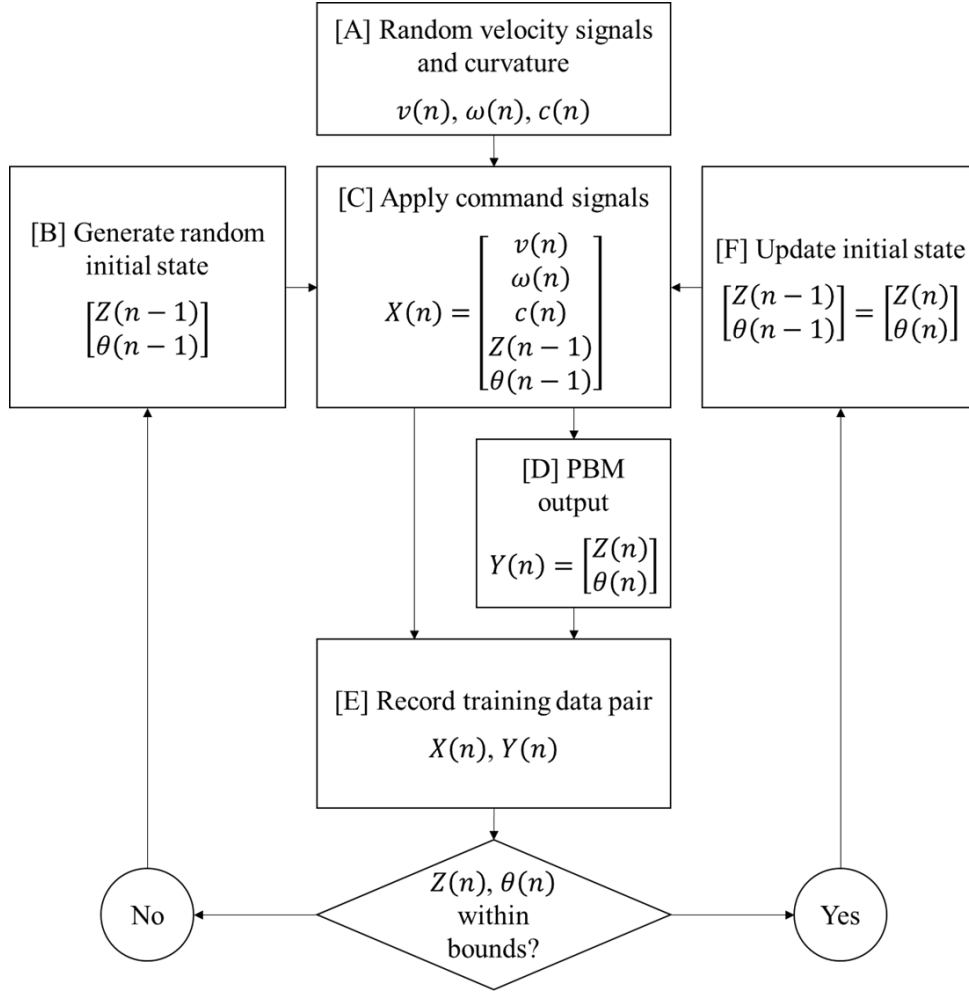 [A] Random velocity signals
and curvature
v(n), ω(n), c(n)
[B] Generate random
initial state
[Z(n − 1)
θ(n − 1)]
[C] Apply command signals
X(n) = [v(n)
ω(n)
c(n)
Z(n − 1)
θ(n − 1)]
[F] Update initial state
[Z(n − 1)
θ(n − 1)] = [Z(n)
θ(n)]
[D] PBM
output
Y(n) = [Z(n)
θ(n)]
[E] Record training data pair
X(n), Y(n)
Z(n), θ(n)
within
bounds?
No
Yes